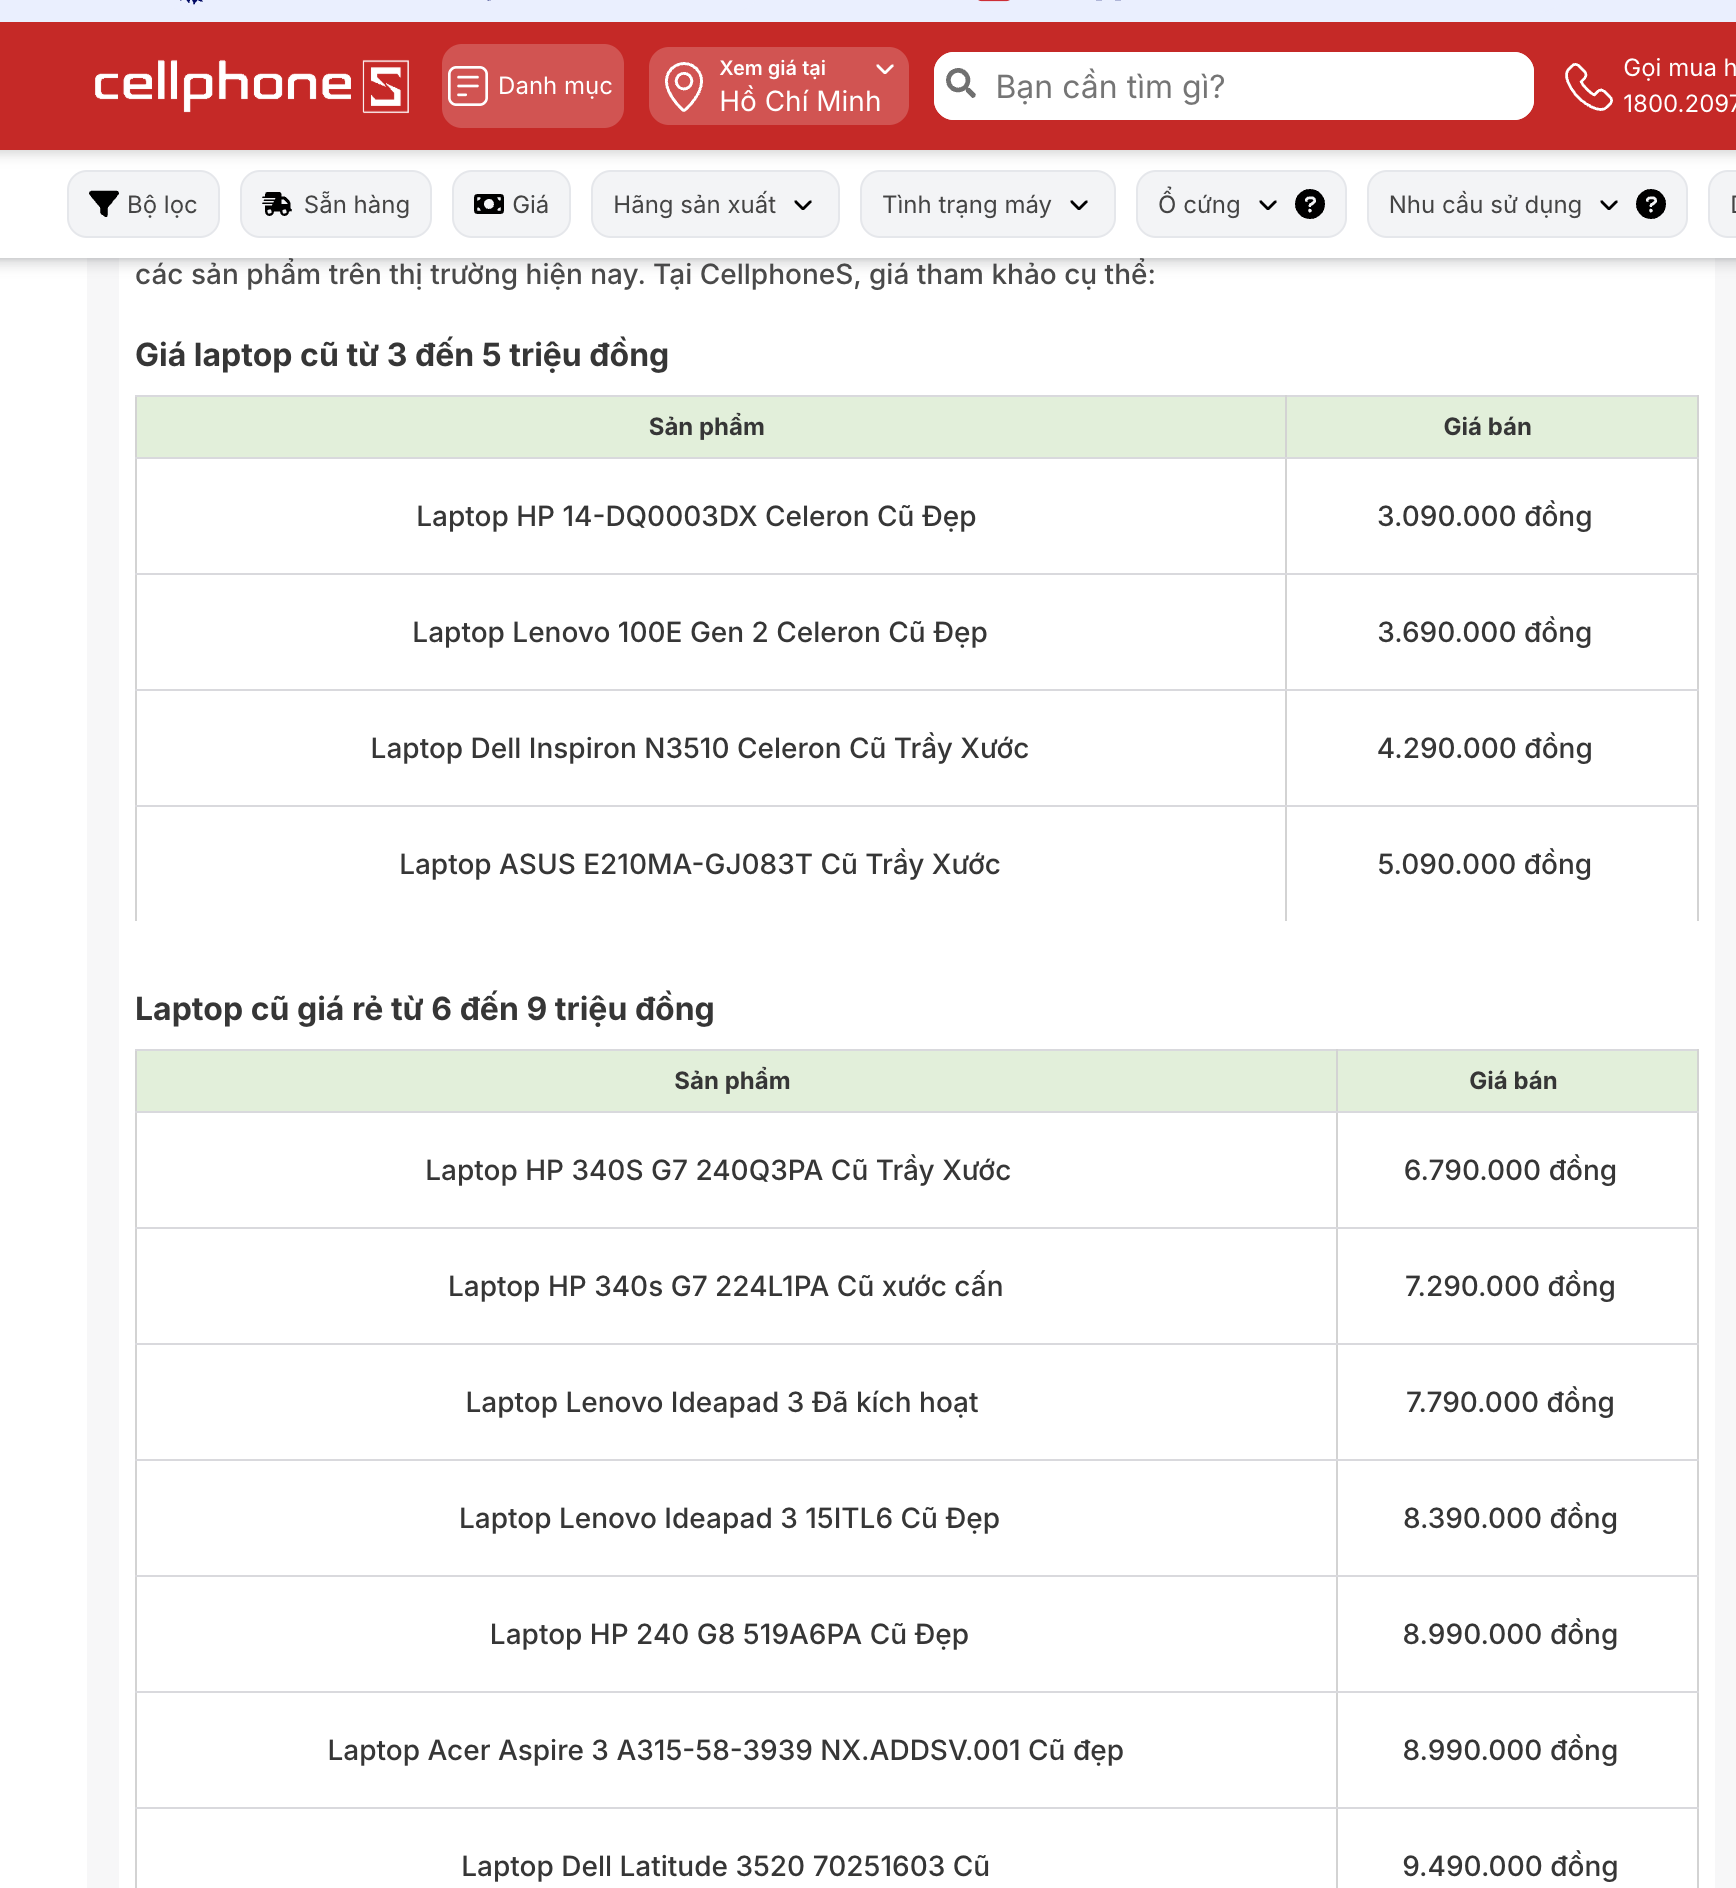 cellphoneS
Danh mục
Xem giá tại
Hồ Chí Minh
Bạn cần tìm gì?
Gọi mua
1800.2097
Bộ lọc
Sẵn hàng
Giá
Hãng sản xuất
Tình trạng máy
Ổ cứng
Nhu cầu sử dụng
các sản phẩm trên thị trường hiện nay. Tại CellphoneS, giá tham khảo cụ thể:
Giá laptop cũ từ 3 đến 5 triệu đồng
Sản phẩm Giá bán
Laptop HP 14-DQ0003DX Celeron Cũ Đẹp 3.090.000 đồng
Laptop Lenovo 100E Gen 2 Celeron Cũ Đẹp 3.690.000 đồng
Laptop Dell Inspiron N3510 Celeron Cũ Trầy Xước 4.290.000 đồng
Laptop ASUS E210MA-GJ083T Cũ Trầy Xước 5.090.000 đồng
Laptop cũ giá rẻ từ 6 đến 9 triệu đồng
Sản phẩm Giá bán
Laptop HP 340S G7 240Q3PA Cũ Trầy Xước 6.790.000 đồng
Laptop HP 340s G7 224L1PA Cũ xước cấn 7.290.000 đồng
Laptop Lenovo Ideapad 3 Đã kích hoạt 7.790.000 đồng
Laptop Lenovo Ideapad 3 15ITL6 Cũ Đẹp 8.390.000 đồng
Laptop HP 240 G8 519A6PA Cũ Đẹp 8.990.000 đồng
Laptop Acer Aspire 3 A315-58-3939 NX.ADDSV.001 Cũ đẹp 8.990.000 đồng
Laptop Dell Latitude 3520 70251603 Cũ 9.490.000 đồng